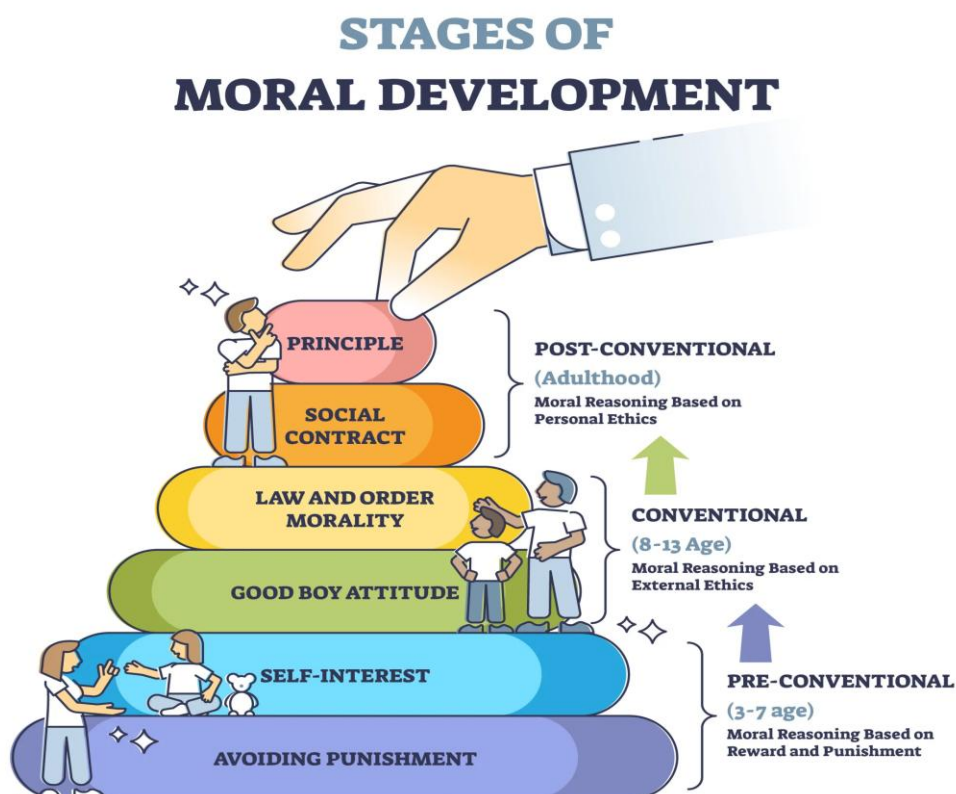 STAGES OF
MORAL DEVELOPMENT
PRINCIPLE
SOCIAL
CONTRACT
POST-CONVENTIONAL
(Adulthood)
Moral Reasoning Based on
Personal Ethics
LAW AND ORDER
MORALITY
GOOD BOY ATTITUDE
CONVENTIONAL
(8-13 Age)
Moral Reasoning Based on
External Ethics
SELF-INTEREST
AVOIDING PUNISHMENT
PRE-CONVENTIONAL
(3-7 age)
Moral Reasoning Based on
Reward and Punishment